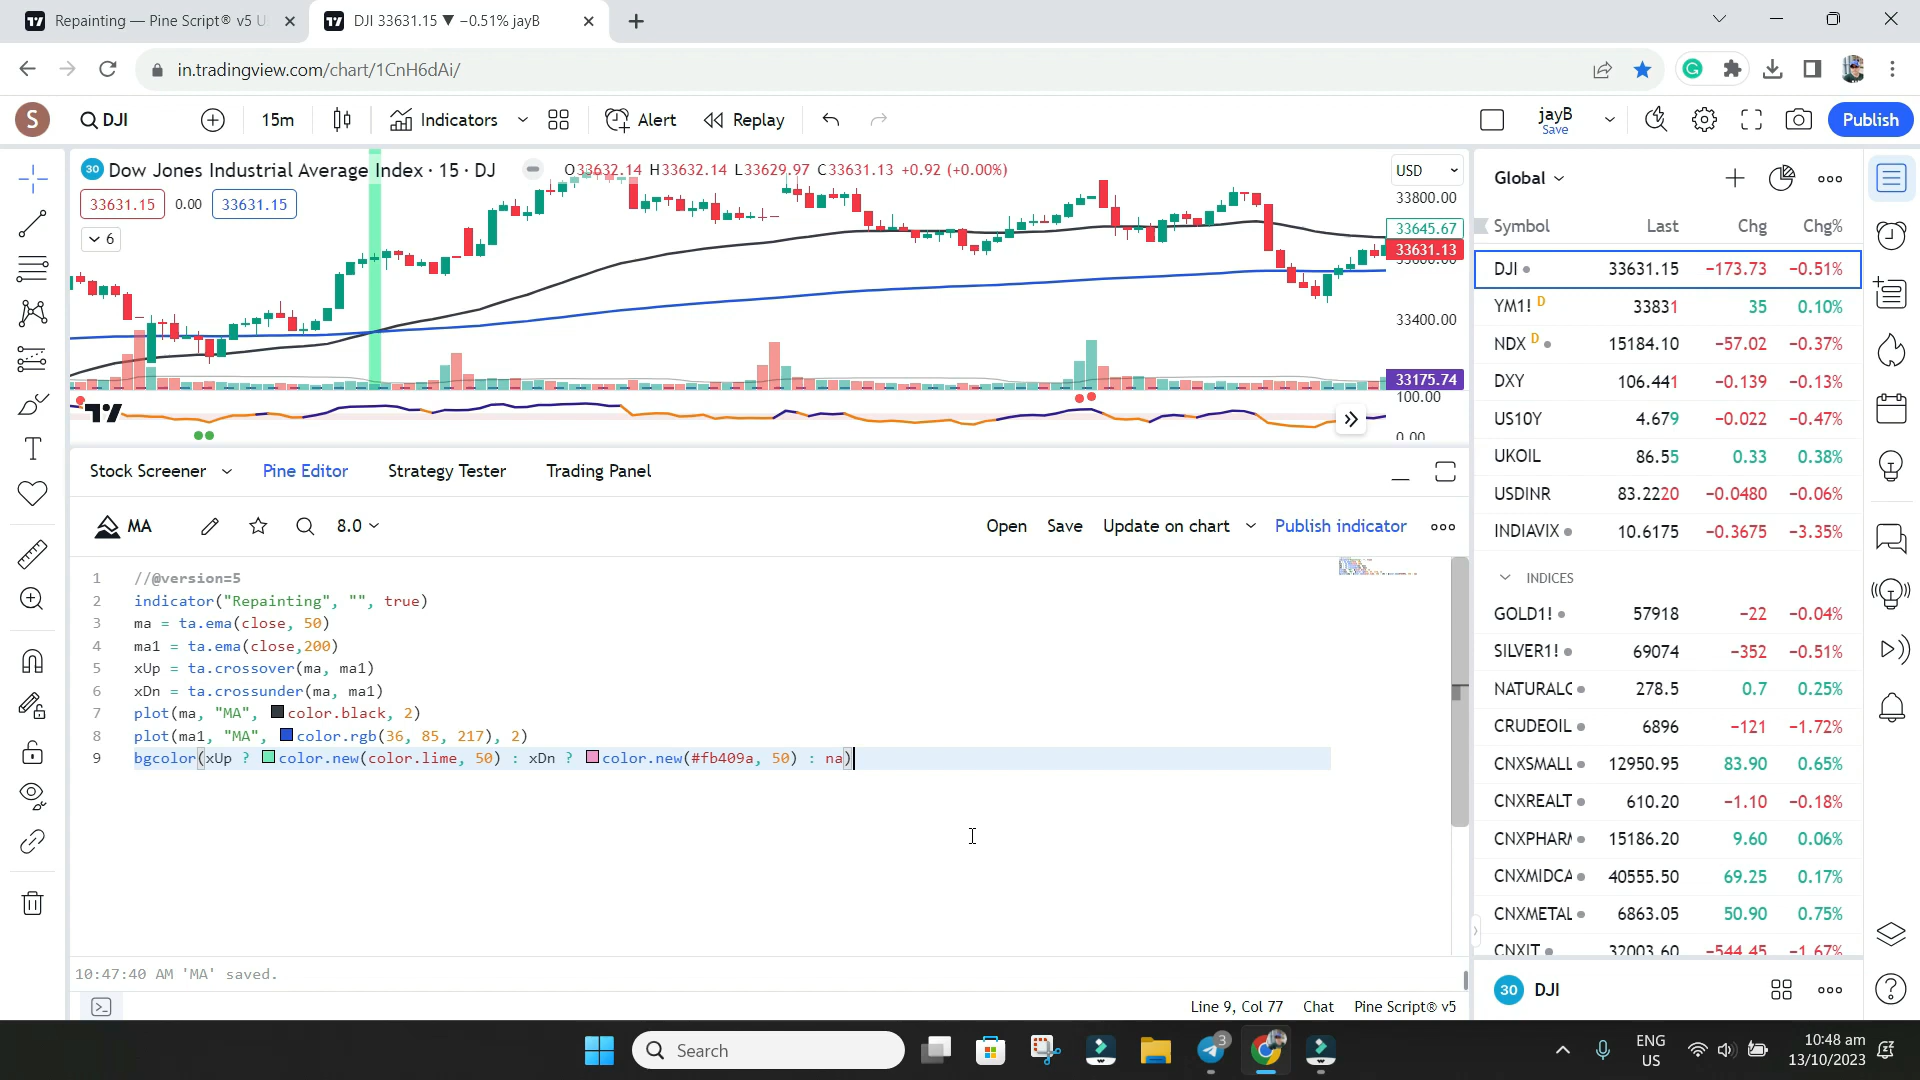 Repainting — Pine Script® v5 U
DJI 33631.15 ▼ −0.51% jayB
in.tradingview.com/chart/1CnH6dAi/
S
DJI
15m
Indicators
Alert
Replay
jayB
Save
Publish
30 Dow Jones Industrial Average Index · 15 · DJ
O33632.14 H33632.14 L33629.97 C33631.13 +0.92 (+0.00%)
USD
33631.15 0.00 33631.15
6
33800.00
33645.67
33631.13
33400.00
33175.74
100.00
0.00
Stock Screener
Pine Editor
Strategy Tester
Trading Panel
MA
8.0
Open
Save
Update on chart
Publish indicator
1 //@version=5
2 indicator("Repainting", "", true)
3 ma = ta.ema(close, 50)
4 ma1 = ta.ema(close,200)
5 xUp = ta.crossover(ma, ma1)
6 xDn = ta.crossunder(ma, ma1)
7 plot(ma, "MA", color.black, 2)
8 plot(ma1, "MA", color.rgb(36, 85, 217), 2)
9 bgcolor(xUp ? color.new(color.lime, 50) : xDn ? color.new(#fb409a, 50) : na)
10:47:40 AM 'MA' saved.
Line 9, Col 77
Chat
Pine Script® v5
Global
Symbol Last Chg Chg%
DJI 33631.15 −173.73 −0.51%
YM1! D 33831 35 0.10%
NDX D 15184.10 −57.02 −0.37%
DXY 106.441 −0.139 −0.13%
US10Y 4.679 −0.022 −0.47%
UKOIL 86.55 0.33 0.38%
USDINR 83.2220 −0.0480 −0.06%
INDIAVIX 10.6175 −0.3675 −3.35%
INDICES
GOLD1! 57918 −22 −0.04%
SILVER1! 69074 −352 −0.51%
NATURALC 278.5 0.7 0.25%
CRUDEOIL 6896 −121 −1.72%
CNXSMALL 12950.95 83.90 0.65%
CNXREALT 610.20 −1.10 −0.18%
CNXPHARM 15186.20 9.60 0.06%
CNXMIDCA 40555.50 69.25 0.17%
CNXMETAL 6863.05 50.90 0.75%
CNXIT 32003.60 −544.45 −1.67%
30 DJI
Search
3
ENG
US
10:48 am
13/10/2023